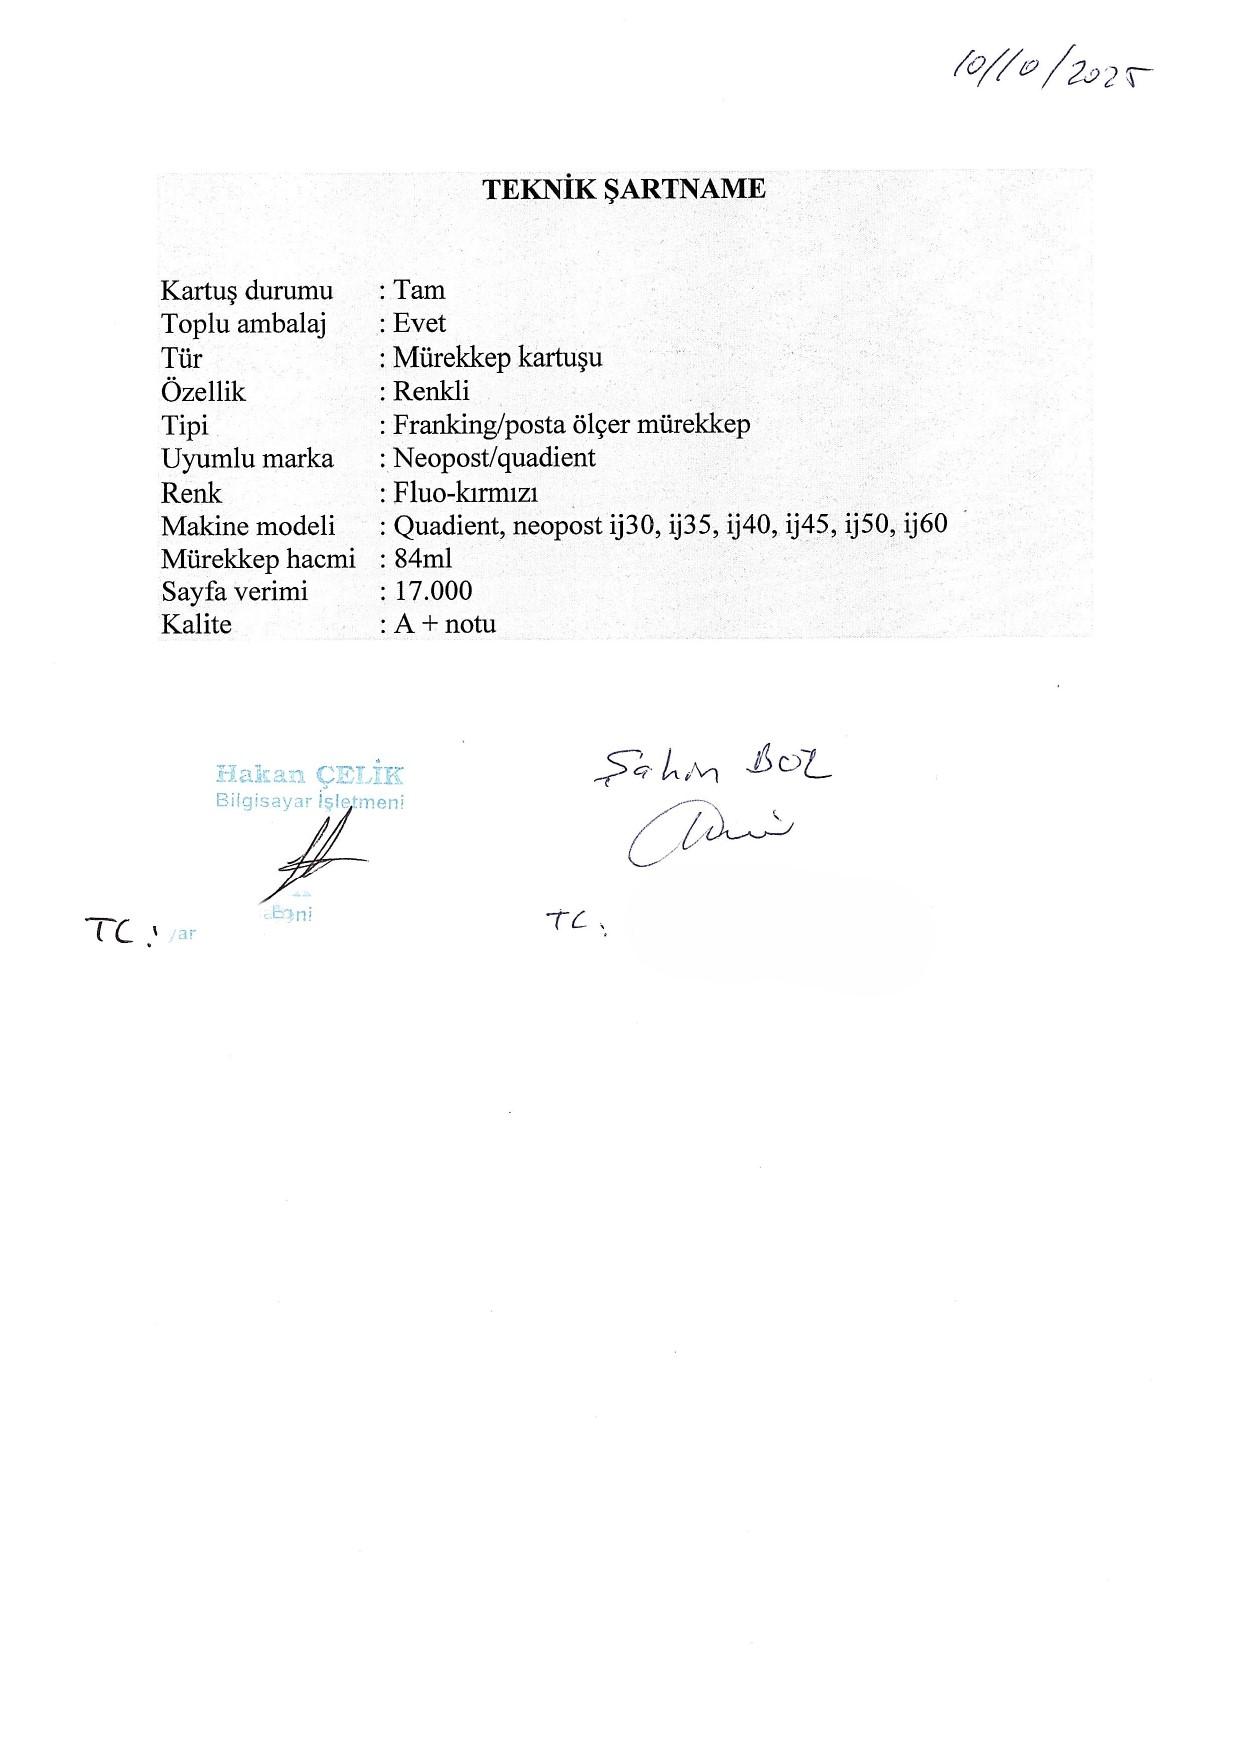 10/10/2025
TEKNİK ŞARTNAME
Kartuş durumu : Tam
Toplu ambalaj : Evet
Tür : Mürekkep kartuşu
Özellik : Renkli
Tipi : Franking/posta ölçer mürekkep
Uyumlu marka : Neopost/quadient
Renk : Fluo-kırmızı
Makine modeli : Quadient, neopost ij30, ij35, ij40, ij45, ij50, ij60
Mürekkep hacmi : 84ml
Sayfa verimi : 17.000
Kalite : A + notu
Hakan ÇELİK
Bilgisayar İşletmeni
Şahin BOZ
TC :
TC :